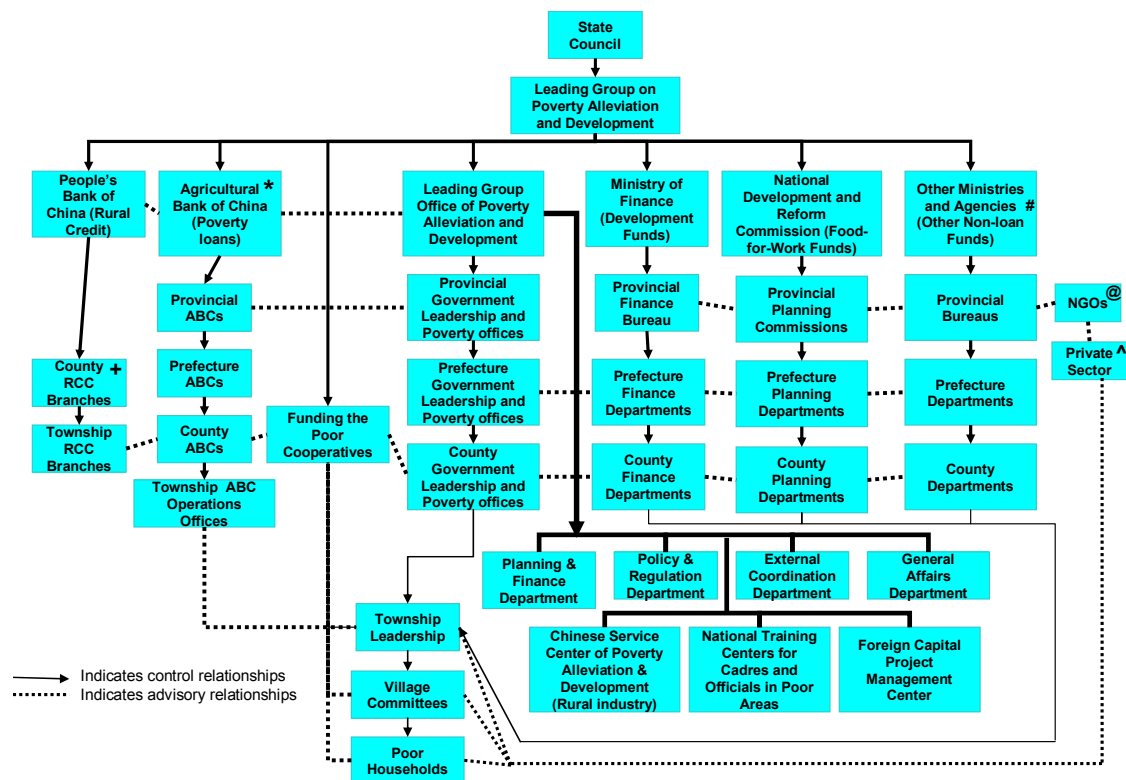 State
Council
Leading Group on
Poverty Alleviation
and Development
People's
Bank of
China (Rural
Credit)
Agricultural *
Bank of China
(Poverty
loans)
Leading Group
Office of Poverty
Alleviation and
Development
Ministry of
Finance
(Development
Funds)
National
Development and
Reform
Commission (Food-
for-Work Funds)
Other Ministries
and Agencies #
(Other Non-loan
Funds)
Provincial
ABCs
Provincial
Government
Leadership and
Poverty offices
Provincial
Finance
Bureau
Provincial
Planning
Commissions
Provincial
Bureaus
NGOs @
Private ^
Sector
County +
RCC
Branches
Prefecture
ABCs
Prefecture
Government
Leadership and
Poverty offices
Prefecture
Finance
Departments
Prefecture
Planning
Departments
Prefecture
Departments
Township
RCC
Branches
County
ABCs
Funding the
Poor
Cooperatives
County
Government
Leadership and
Poverty offices
County
Finance
Departments
County
Planning
Departments
County
Departments
Township ABC
Operations
Offices
Planning &
Finance
Department
Policy &
Regulation
Department
External
Coordination
Department
General
Affairs
Department
Township
Leadership
Chinese Service
Center of Poverty
Alleviation &
Development
(Rural industry)
National Training
Centers for
Cadres and
Officials in Poor
Areas
Foreign Capital
Project
Management
Center
Indicates control relationships
Indicates advisory relationships
Village
Committees
Poor
Households